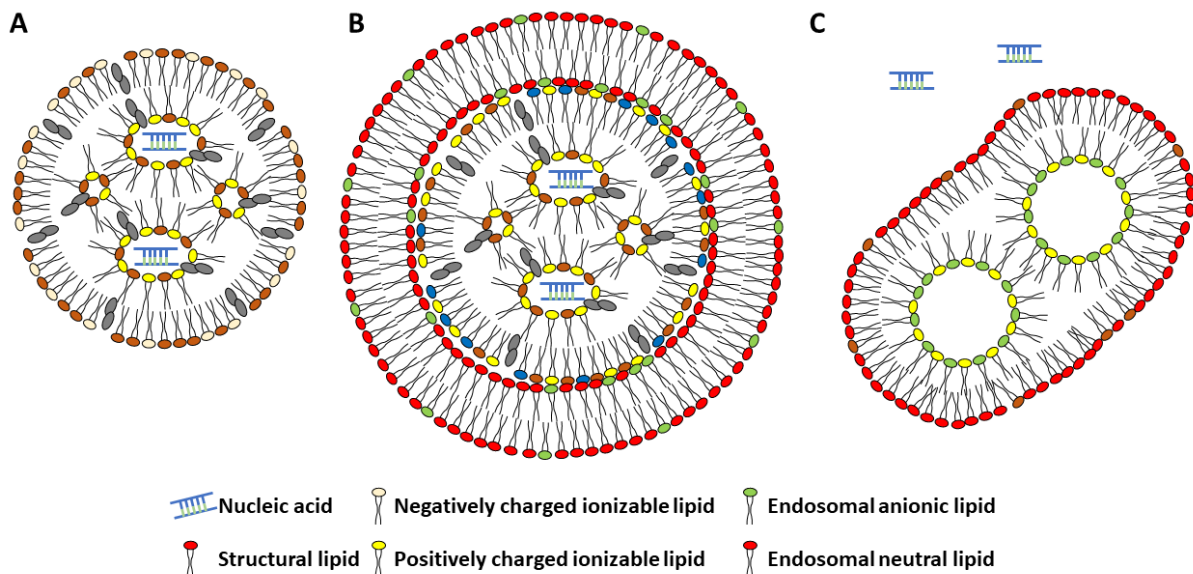 A
B
C
Nucleic acid
Negatively charged ionizable lipid
Endosomal anionic lipid
Structural lipid
Positively charged ionizable lipid
Endosomal neutral lipid